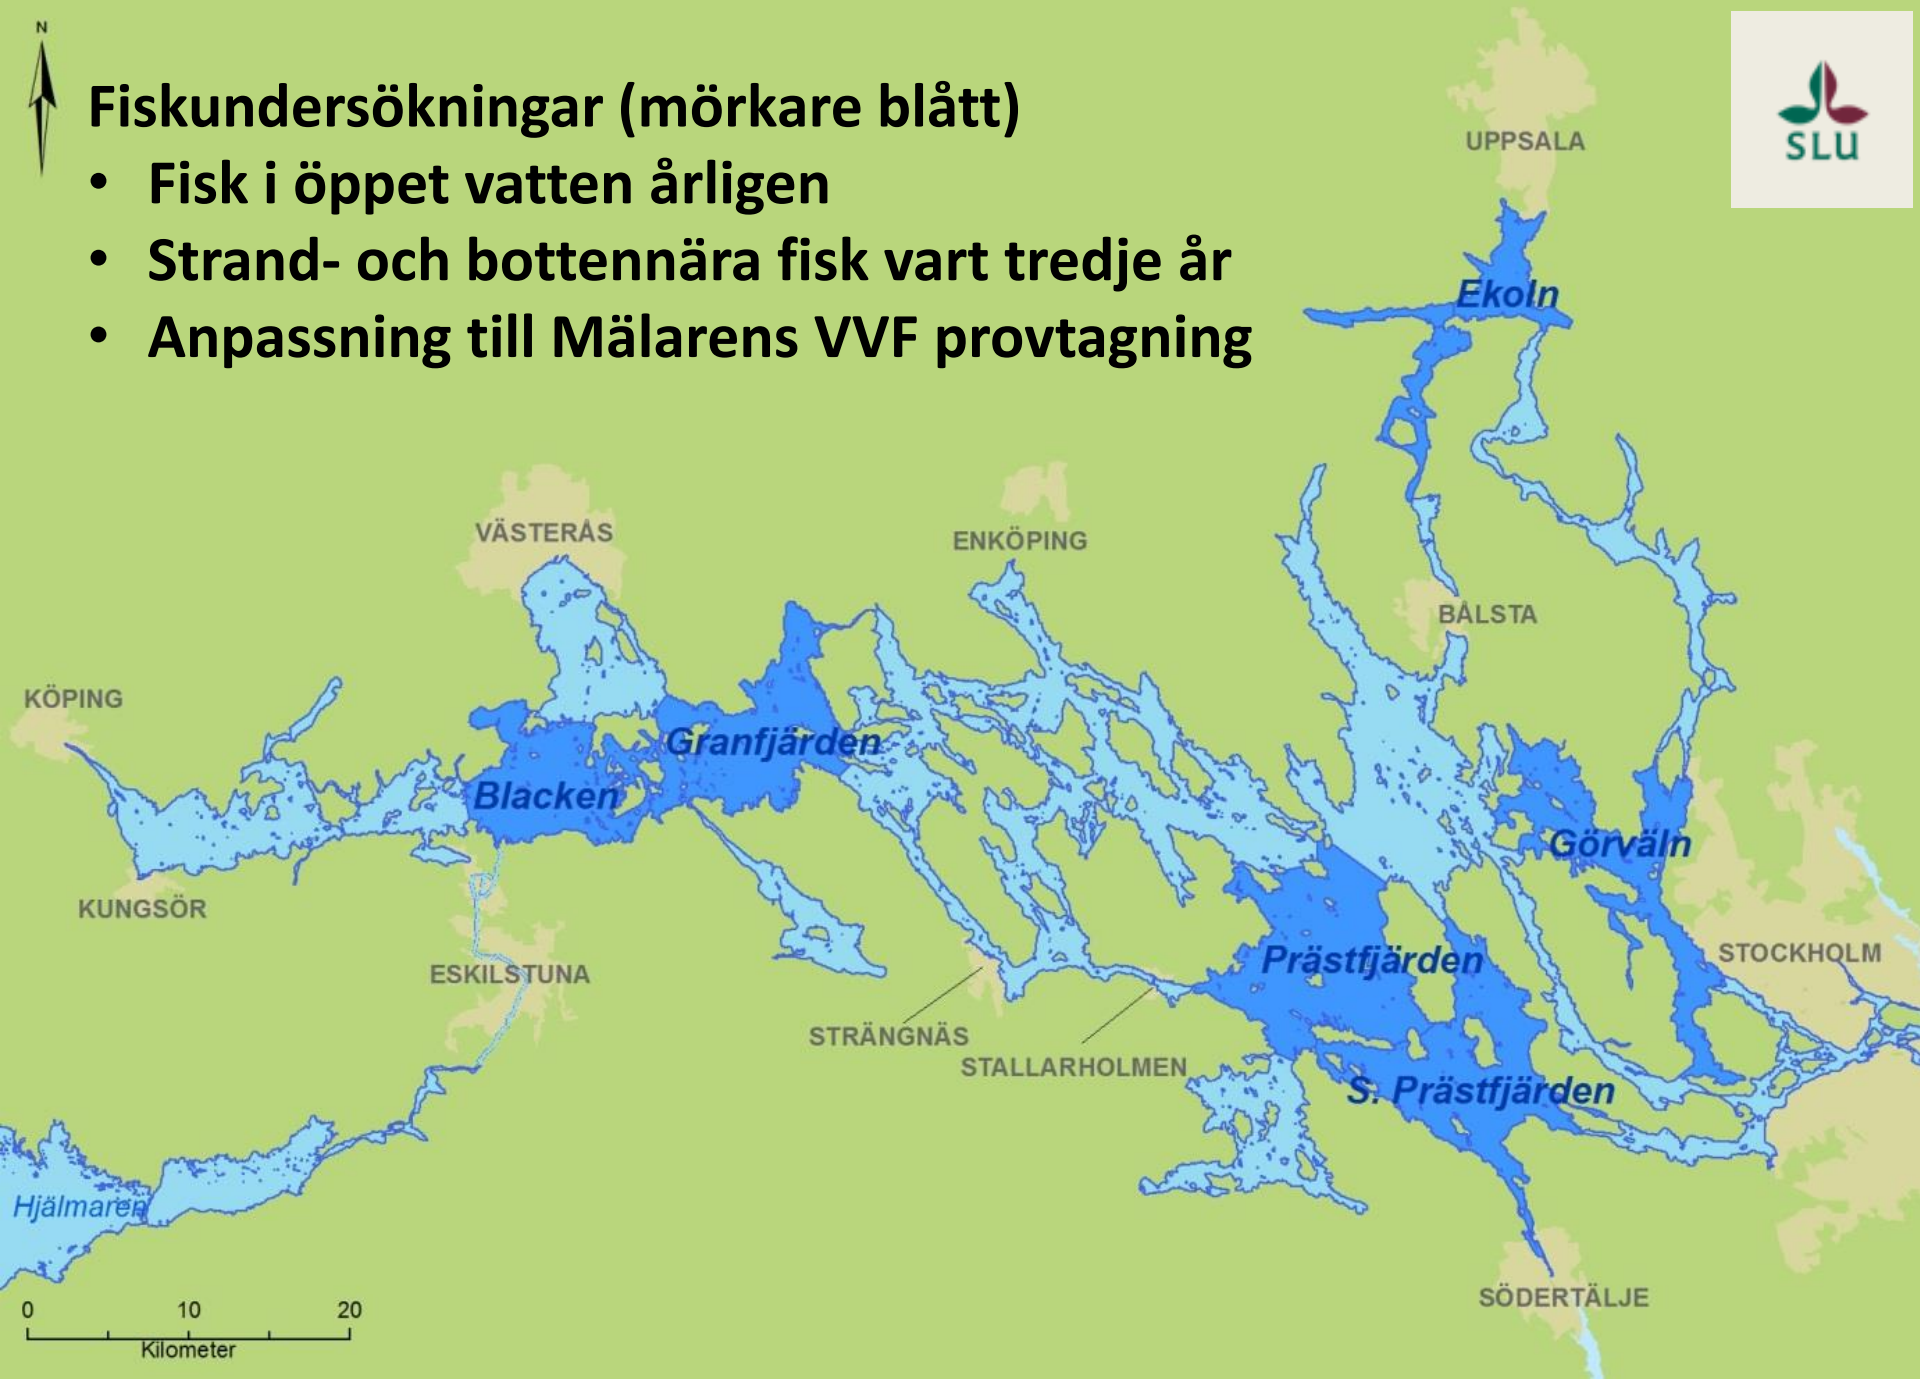 N
Fiskundersökningar (mörkare blått)
• Fisk i öppet vatten årligen
• Strand- och bottennära fisk vart tredje år
• Anpassning till Mälarens VVF provtagning
SLU
UPPSALA
Ekoln
VÄSTERÅS
ENKÖPING
BÅLSTA
KÖPING
Granfjärden
Blacken
Görväln
KUNGSÖR
STOCKHOLM
Prästfjärden
ESKILSTUNA
STRÄNGNÄS
STALLARHOLMEN
S. Prästfjärden
Hjälmaren
SÖDERTÄLJE
0 10 20
Kilometer